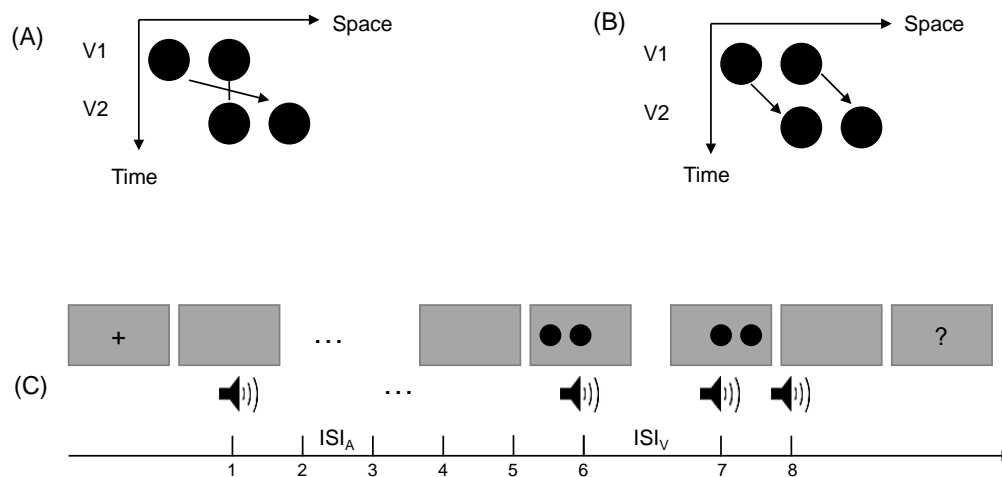 (A)
Space
V1
V2
Time
(B)
Space
V1
V2
Time
+
...
?
(C)
...
ISI_A
ISI_V
1 2 3 4 5 6 7 8